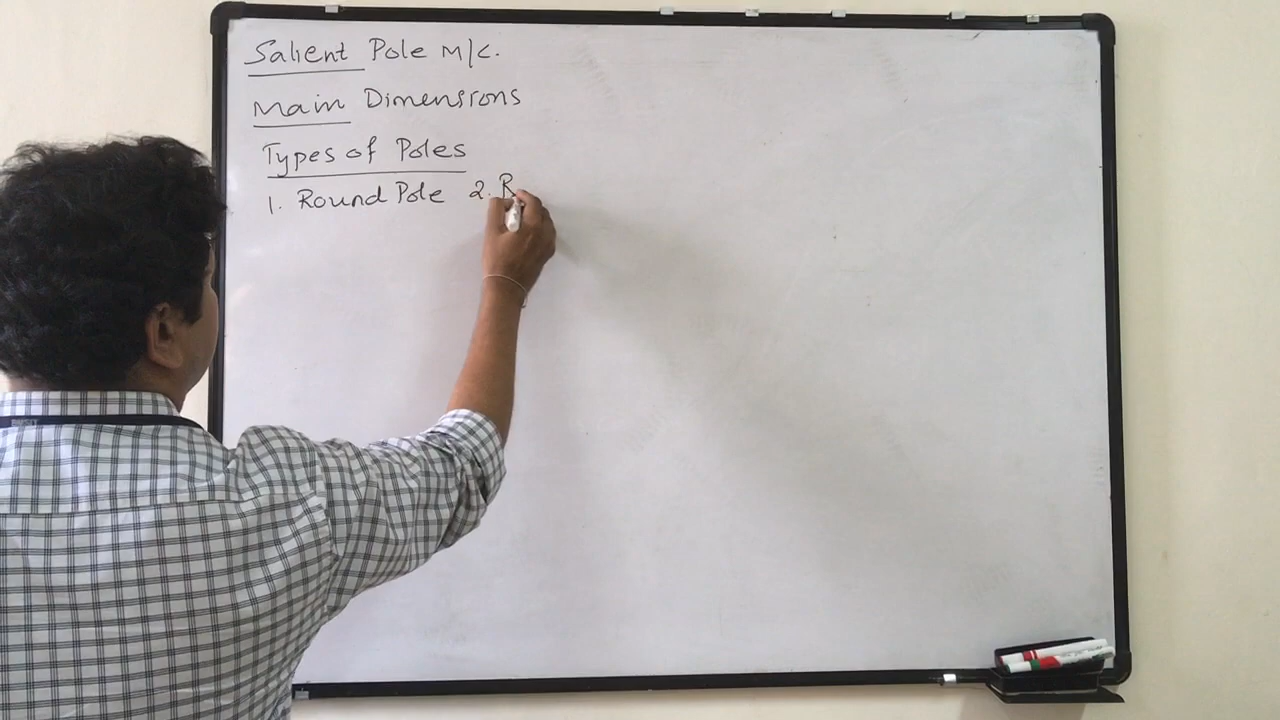 Salient Pole M/C.
Main Dimensions
Types of Poles
1. Round Pole 2. R